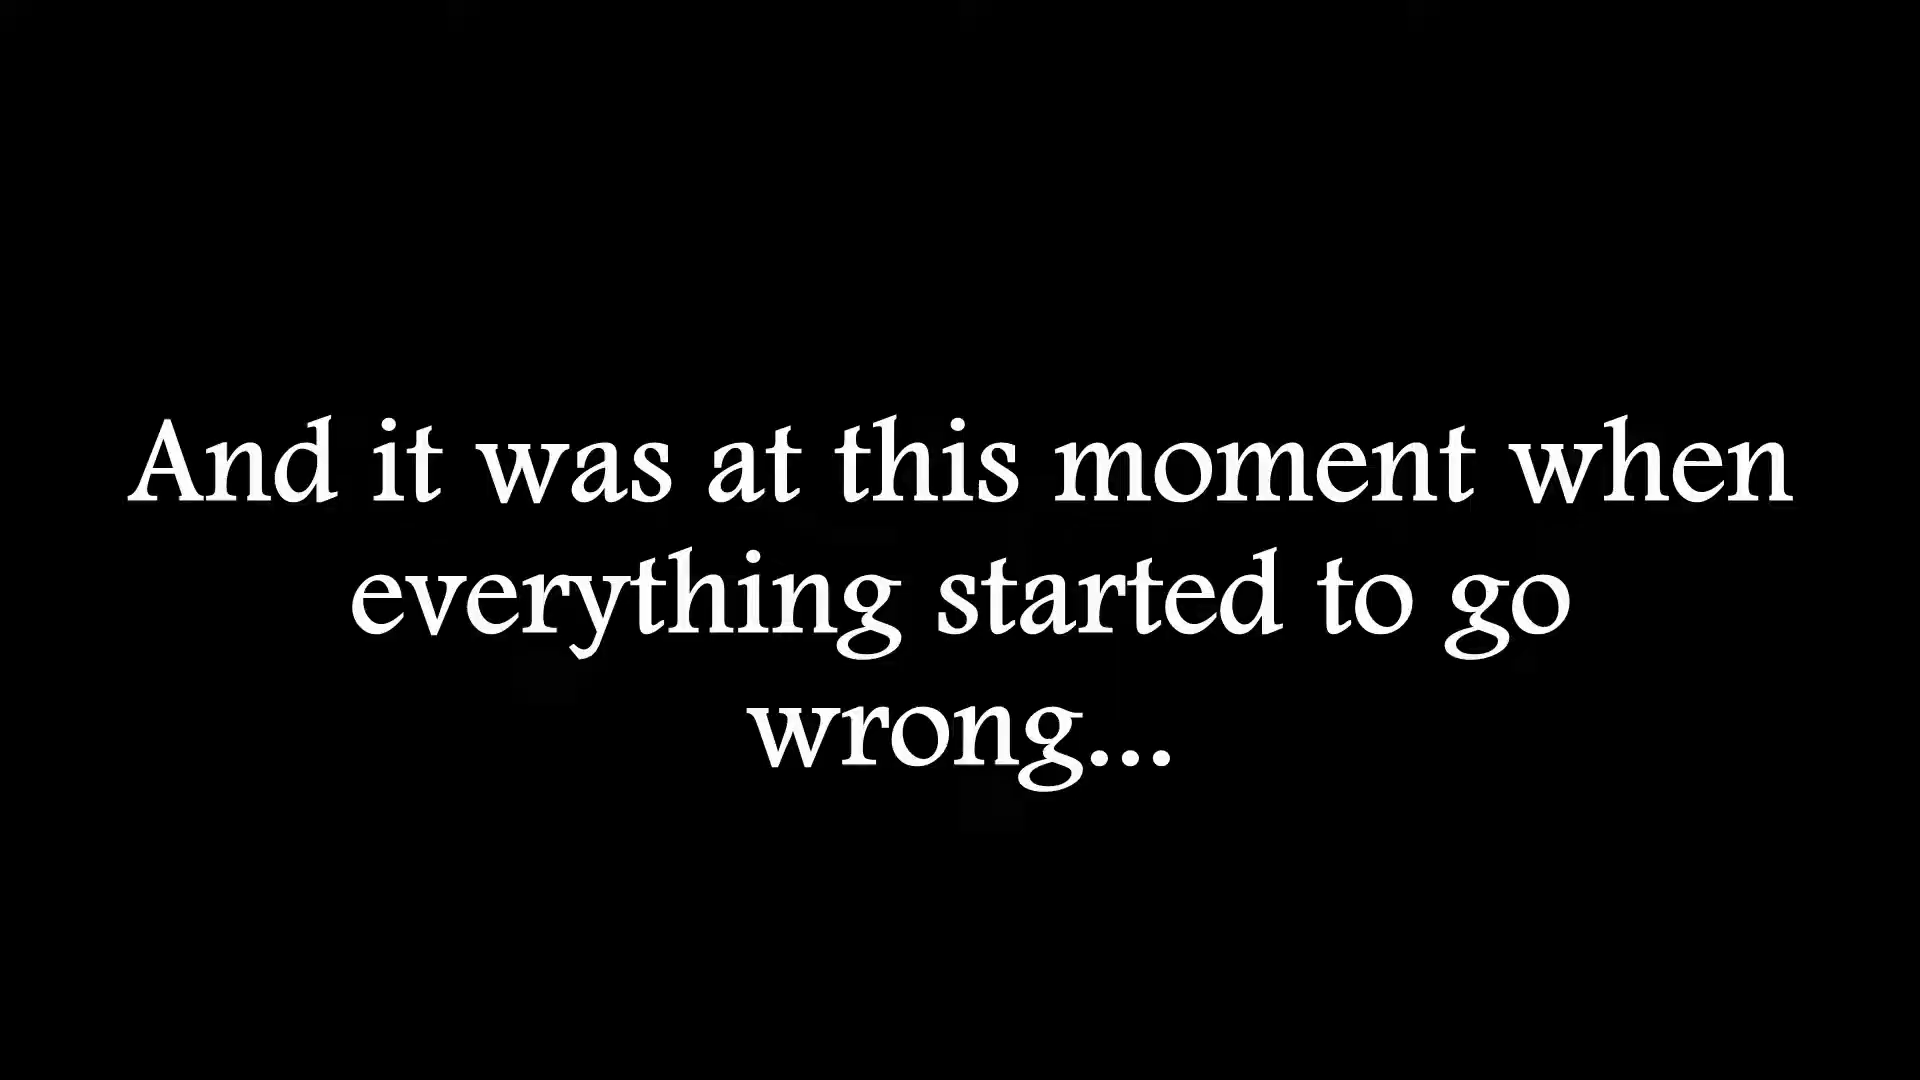 And it was at this moment when
everything started to go
wrong...